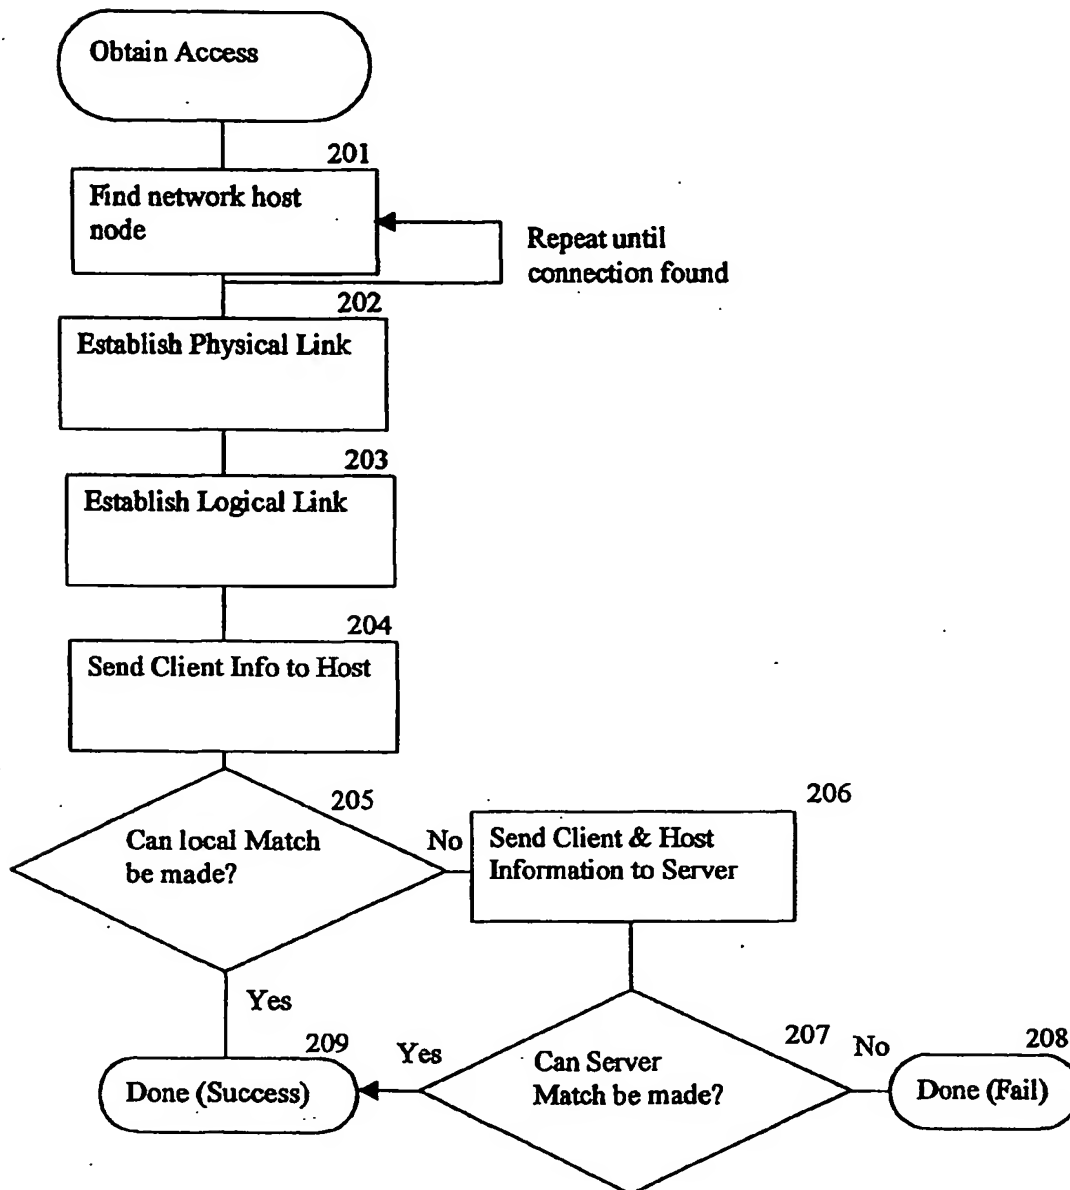 Obtain Access
201
Find network host
node
Repeat until
connection found
202
Establish Physical Link
203
Establish Logical Link
204
Send Client Info to Host
205
Can local Match
be made?
No
206
Send Client & Host
Information to Server
Yes
209
Done (Success)
Yes
207
Can Server
Match be made?
No
208
Done (Fail)